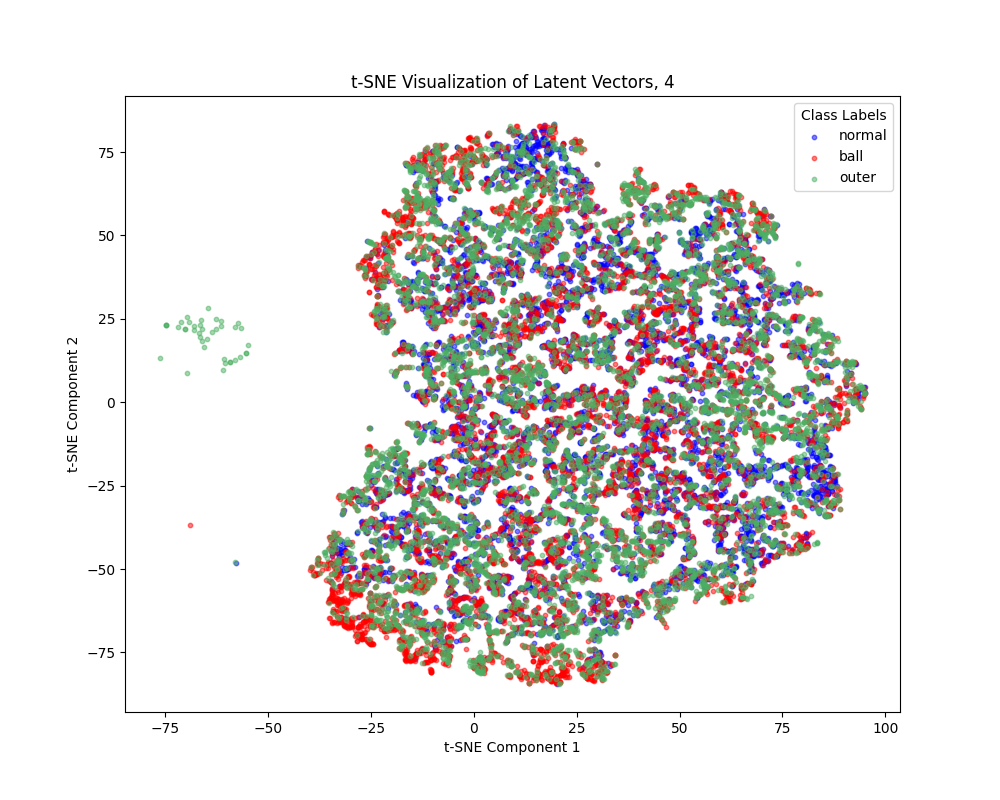 t-SNE Visualization of Latent Vectors, 4
Class Labels
normal
ball
outer
75
50
25
0
−25
−50
−75
t-SNE Component 2
−75
−50
−25
0
25
50
75
100
t-SNE Component 1